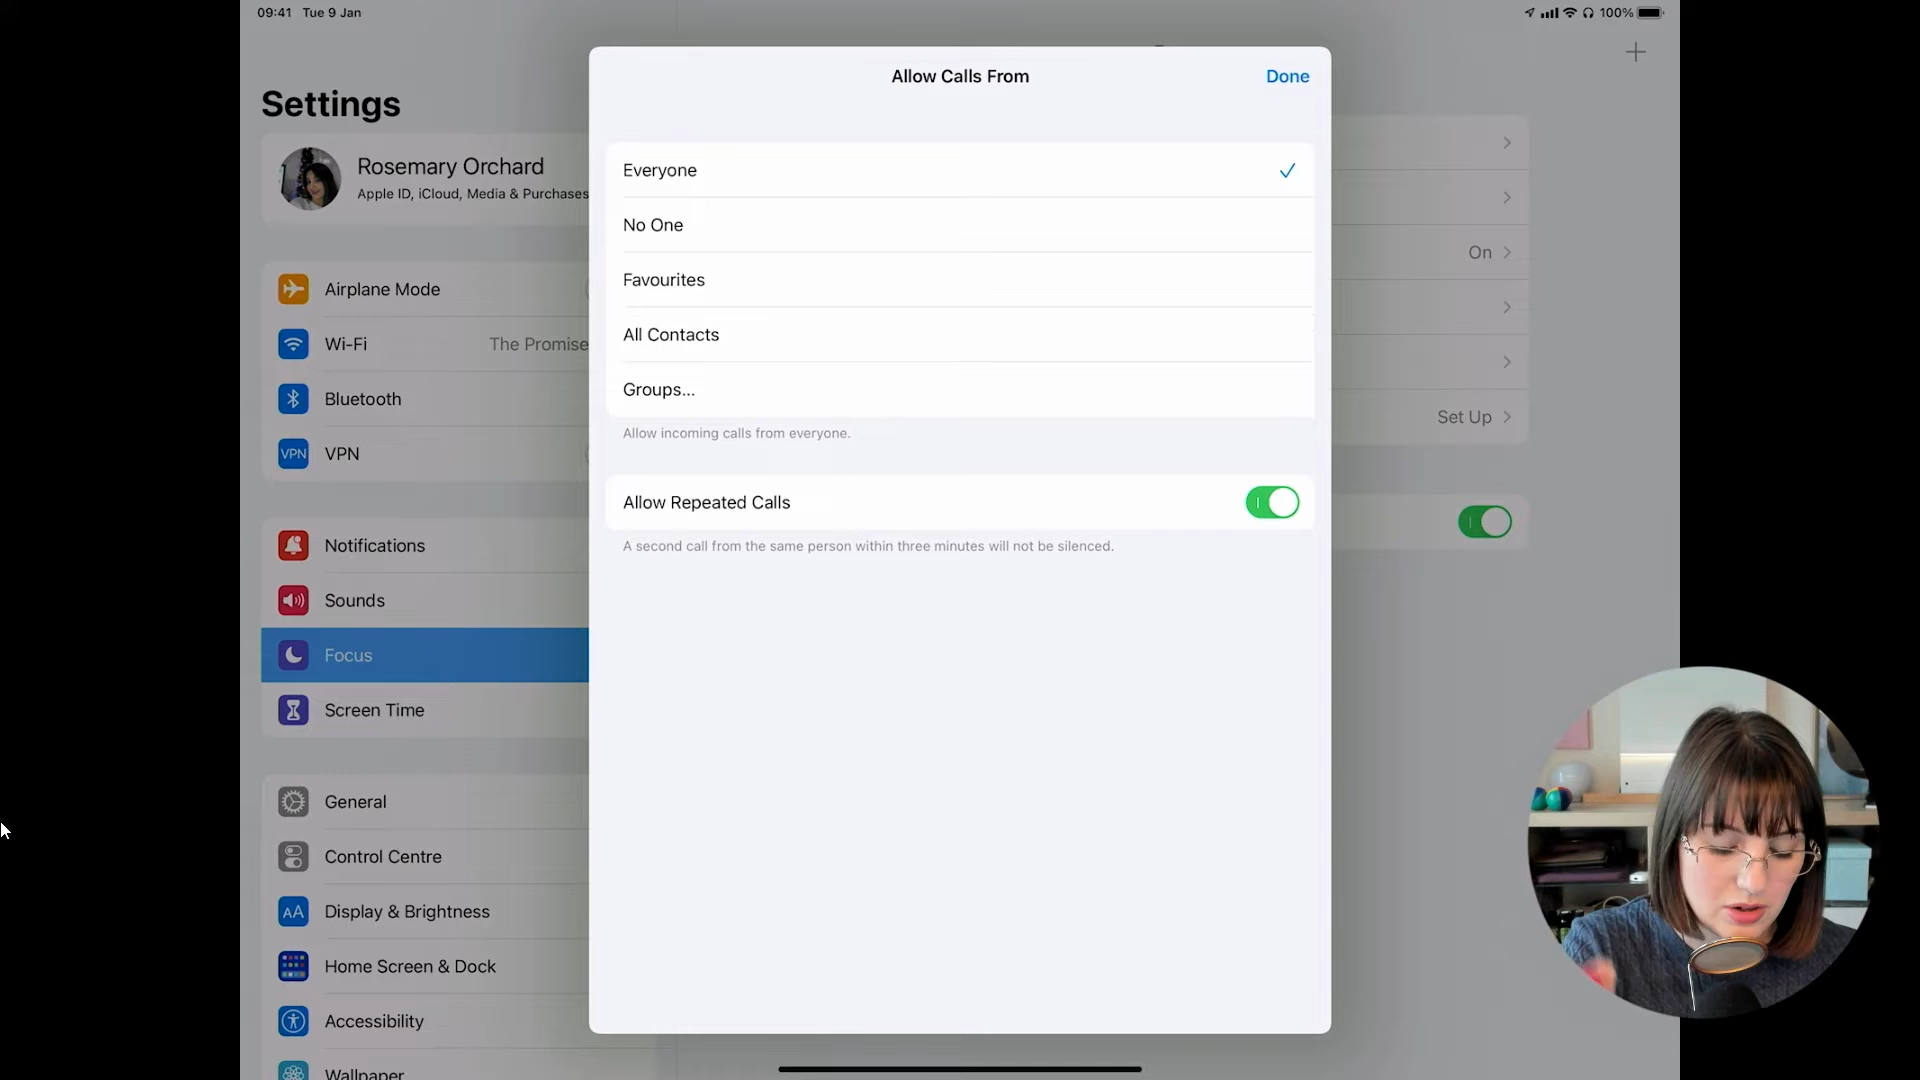 09:41 Tue 9 Jan
100%
Settings
Rosemary Orchard
Apple ID, iCloud, Media & Purchases
Airplane Mode
Wi-Fi The Promise
Bluetooth
VPN VPN
Notifications
Sounds
Focus
Screen Time
General
Control Centre
AA Display & Brightness
Home Screen & Dock
Accessibility
Wallpaper
Allow Calls From
Done
Everyone
No One
Favourites
All Contacts
Groups...
Allow incoming calls from everyone.
Allow Repeated Calls
A second call from the same person within three minutes will not be silenced.
On
Set Up